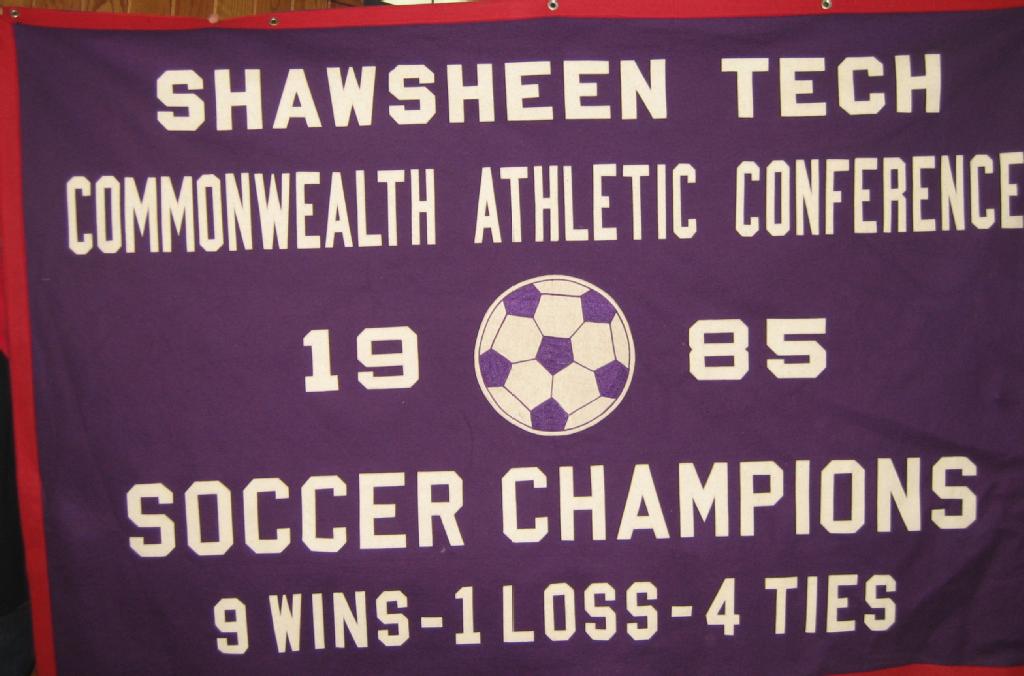 SHAWSHEEN TECH
COMMONWEALTH ATHLETIC CONFERENCE
19 85
SOCCER CHAMPIONS
9 WINS-1 LOSS-4 TIES